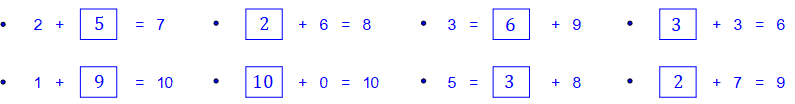 • 2 + 5 = 7 • 2 + 6 = 8 • 3 = 6 + 9 • 3 + 3 = 6
• 1 + 9 = 10 • 10 + 0 = 10 • 5 = 3 + 8 • 2 + 7 = 9